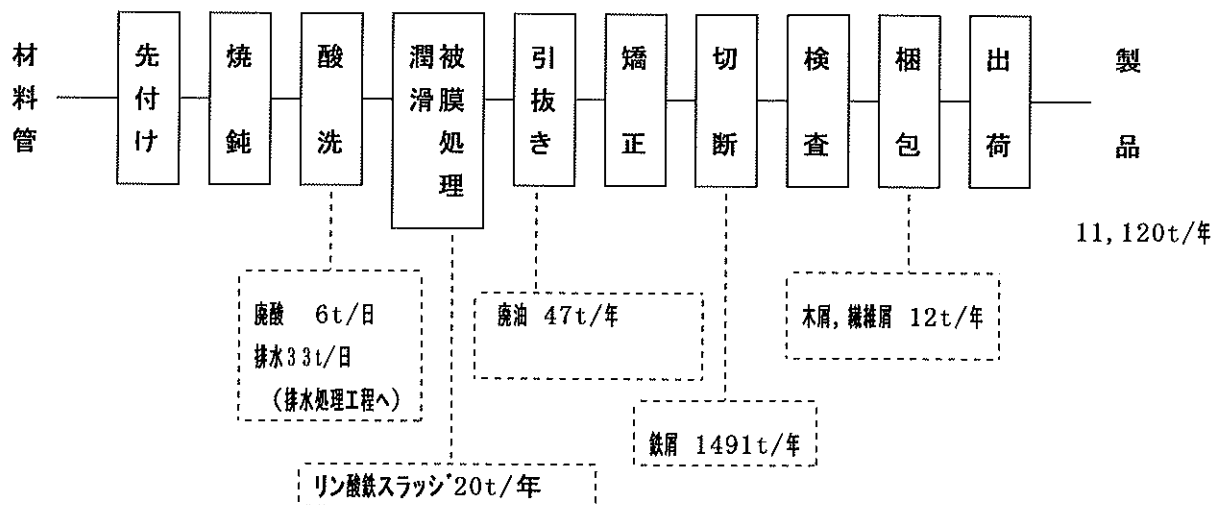 材料管
先付け
焼鈍
酸洗
被膜処理
潤滑
引抜き
矯正
切断
検査
梱包
出荷
製品
11,120t/年
廃酸 6t/日
排水33t/日
(排水処理工程へ)
廃油 47t/年
木屑,繊維屑 12t/年
鉄屑 1491t/年
リン酸鉄スラッジ 20t/年